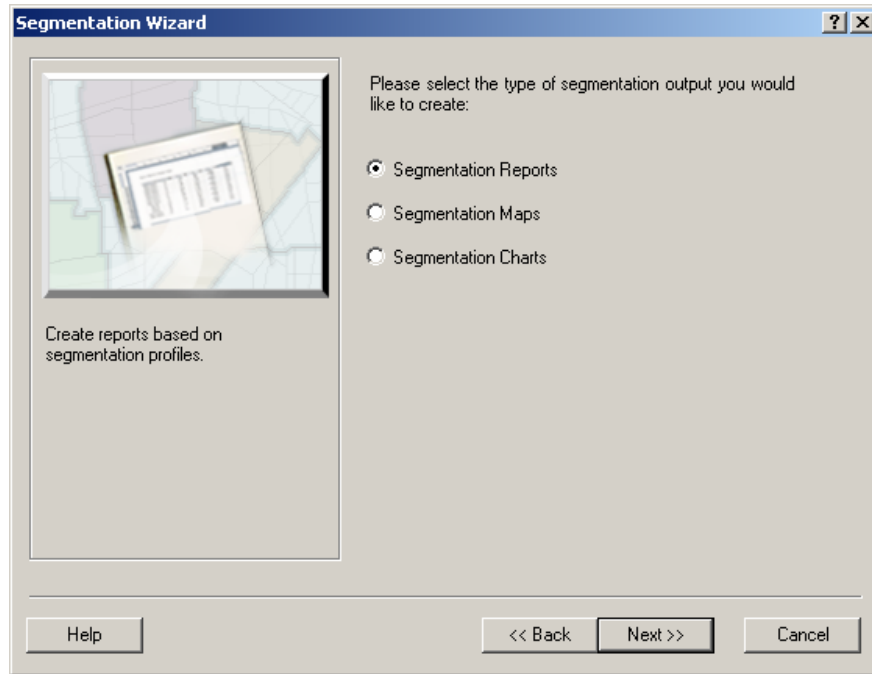 Segmentation Wizard
Please select the type of segmentation output you would
like to create:
Segmentation Reports
Segmentation Maps
Segmentation Charts
Create reports based on
segmentation profiles.
Help
<< Back
Next >>
Cancel